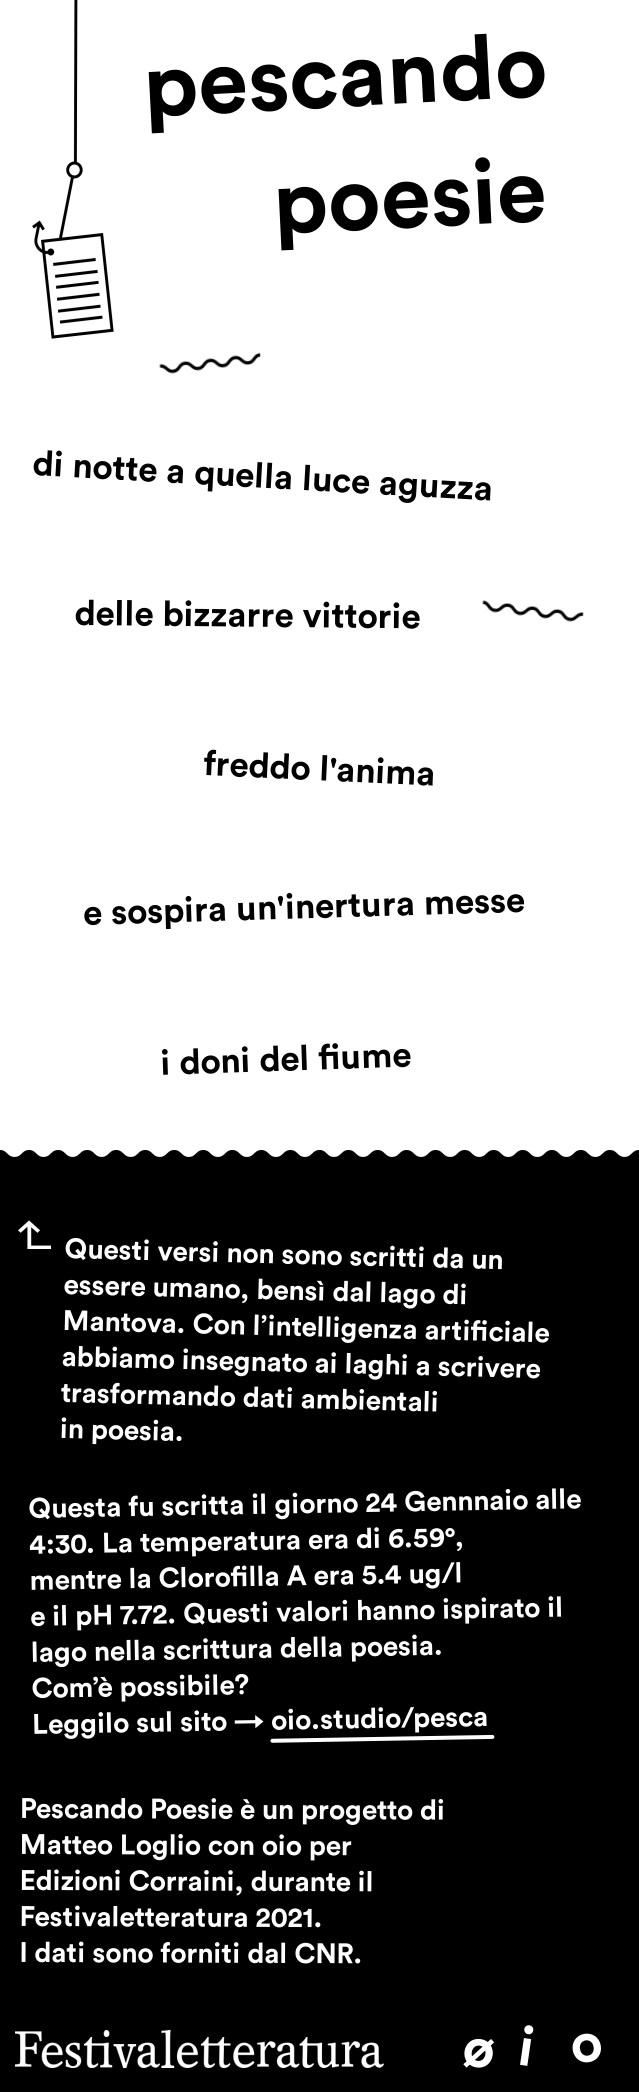 pescando
poesie
di notte a quella luce aguzza
delle bizzarre vittorie
freddo l'anima
e sospira un'inertura messe
i doni del fiume
Questi versi non sono scritti da un
essere umano, bensì dal lago di
Mantova. Con l’intelligenza artificiale
abbiamo insegnato ai laghi a scrivere
trasformando dati ambientali
in poesia.
Questa fu scritta il giorno 24 Gennnaio alle
4:30. La temperatura era di 6.59°,
mentre la Clorofilla A era 5.4 ug/l
e il pH 7.72. Questi valori hanno ispirato il
lago nella scrittura della poesia.
Com’è possibile?
Leggilo sul sito → oio.studio/pesca
Pescando Poesie è un progetto di
Matteo Loglio con oio per
Edizioni Corraini, durante il
Festivaletteratura 2021.
I dati sono forniti dal CNR.
Festivaletteratura ø i o